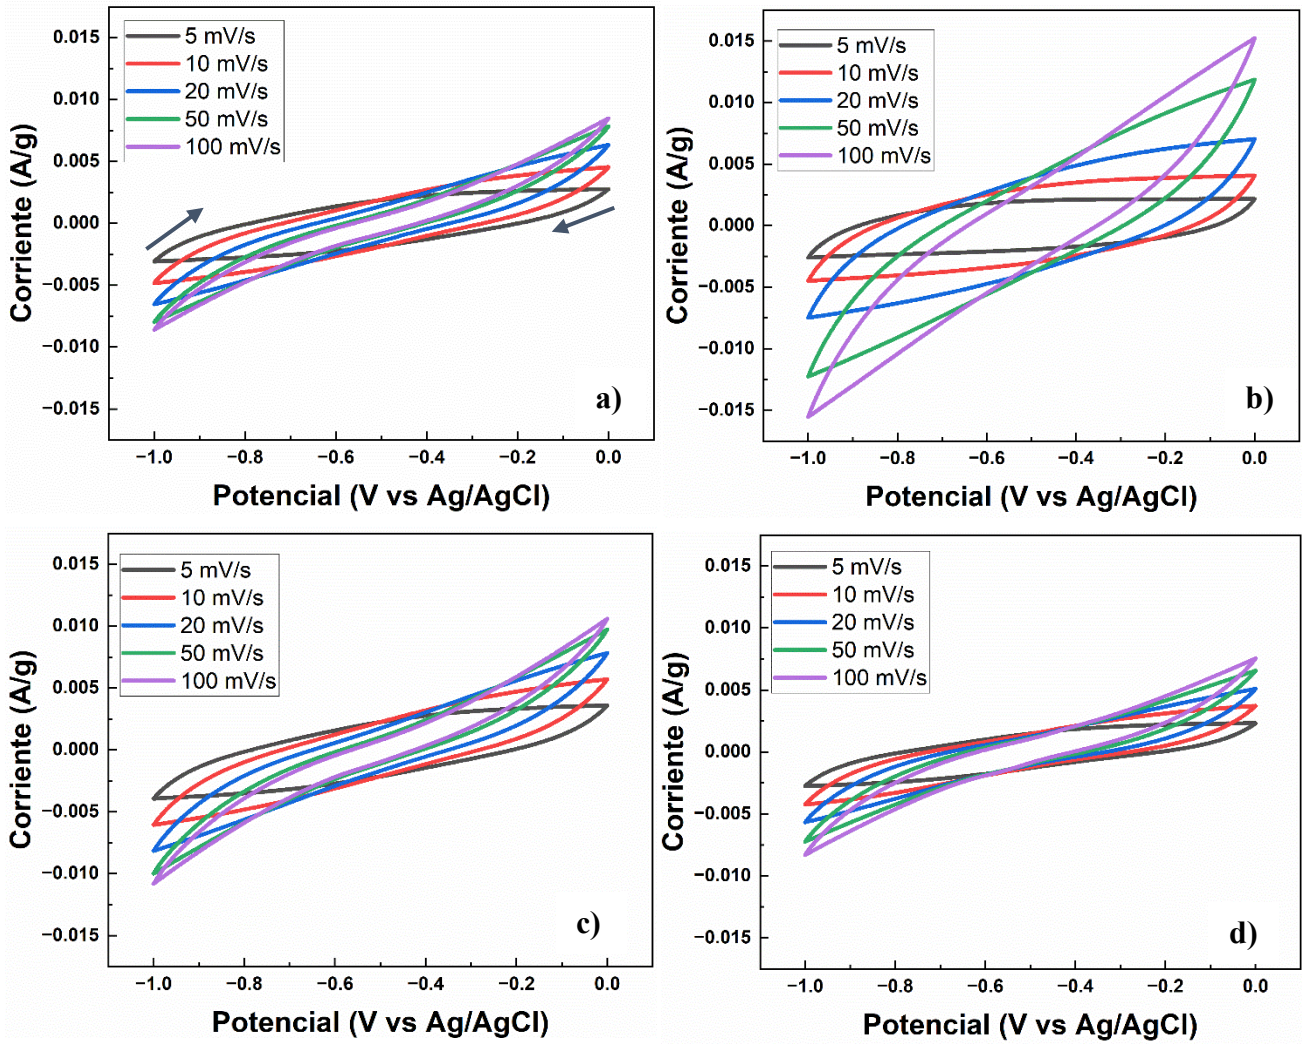 5 mV/s
10 mV/s
20 mV/s
50 mV/s
100 mV/s
0.015
0.010
0.005
0.000
−0.005
−0.010
−0.015
Corriente (A/g)
a)
−1.0 −0.8 −0.6 −0.4 −0.2 0.0
Potencial (V vs Ag/AgCl)
5 mV/s
10 mV/s
20 mV/s
50 mV/s
100 mV/s
0.015
0.010
0.005
0.000
−0.005
−0.010
−0.015
Corriente (A/g)
b)
−1.0 −0.8 −0.6 −0.4 −0.2 0.0
Potencial (V vs Ag/AgCl)
5 mV/s
10 mV/s
20 mV/s
50 mV/s
100 mV/s
0.015
0.010
0.005
0.000
−0.005
−0.010
−0.015
Corriente (A/g)
c)
−1.0 −0.8 −0.6 −0.4 −0.2 0.0
Potencial (V vs Ag/AgCl)
5 mV/s
10 mV/s
20 mV/s
50 mV/s
100 mV/s
0.015
0.010
0.005
0.000
−0.005
−0.010
−0.015
Corriente (A/g)
d)
−1.0 −0.8 −0.6 −0.4 −0.2 0.0
Potencial (V vs Ag/AgCl)